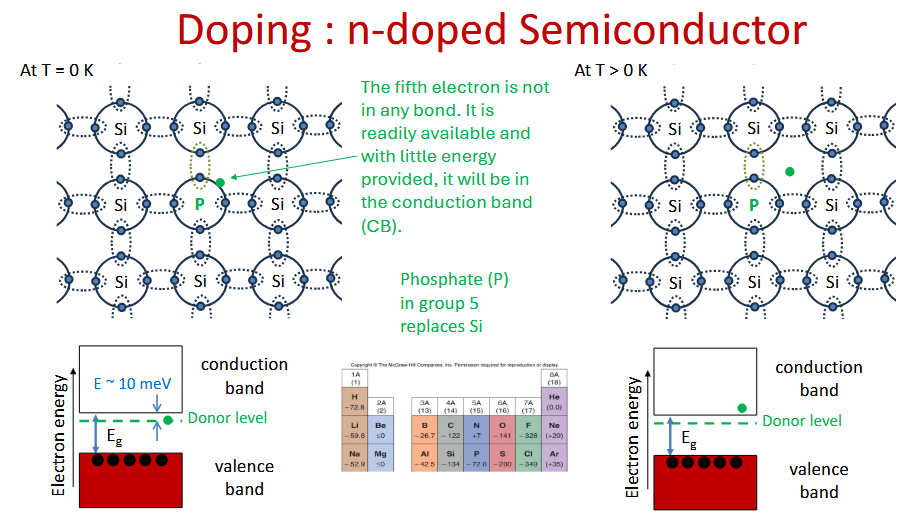 Doping : n-doped Semiconductor
At T = 0 K
At T > 0 K
The fifth electron is not
in any bond. It is
readily available and
with little energy
provided, it will be in
the conduction band
(CB).
Si Si Si
Si P Si
Si Si Si
Si Si Si
Si P Si
Si Si Si
Phosphate (P)
in group 5
replaces Si
Electron energy
E ~ 10 meV
conduction
band
Donor level
Eg
valence
band
Copyright © The McGraw-Hill Companies, Inc. Permission required for reproduction or display.
1A
(1)
8A
(18)
H
−72.8
2A
(2)
3A
(13)
4A
(14)
5A
(15)
6A
(16)
7A
(17)
He
(0.0)
Li
−59.6
Be
≤0
B
−26.7
C
−122
N
+7
O
−141
F
−328
Ne
(+29)
Na
−52.9
Mg
≤0
Al
−42.5
Si
−134
P
−72.0
S
−200
Cl
−349
Ar
(+35)
Electron energy
conduction
band
Donor level
Eg
valence
band